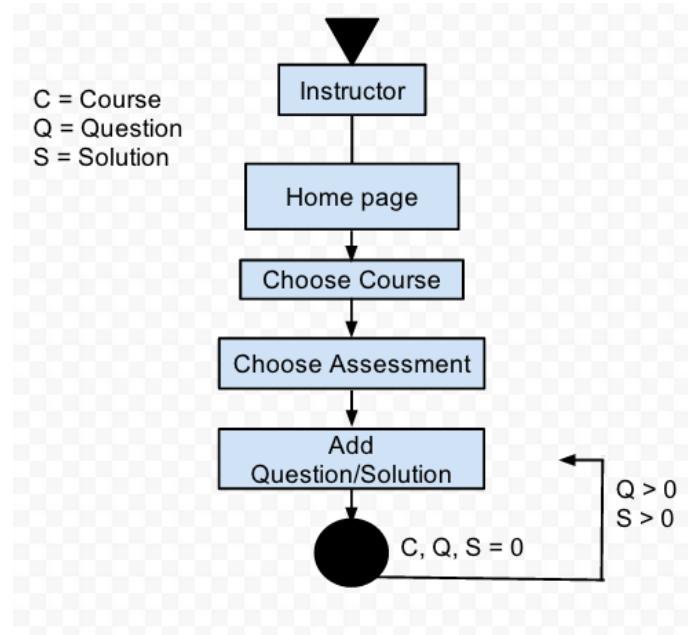 Instructor
C = Course
Q = Question
S = Solution
Home page
Choose Course
Choose Assessment
Add
Question/Solution
Q > 0
S > 0
C, Q, S = 0